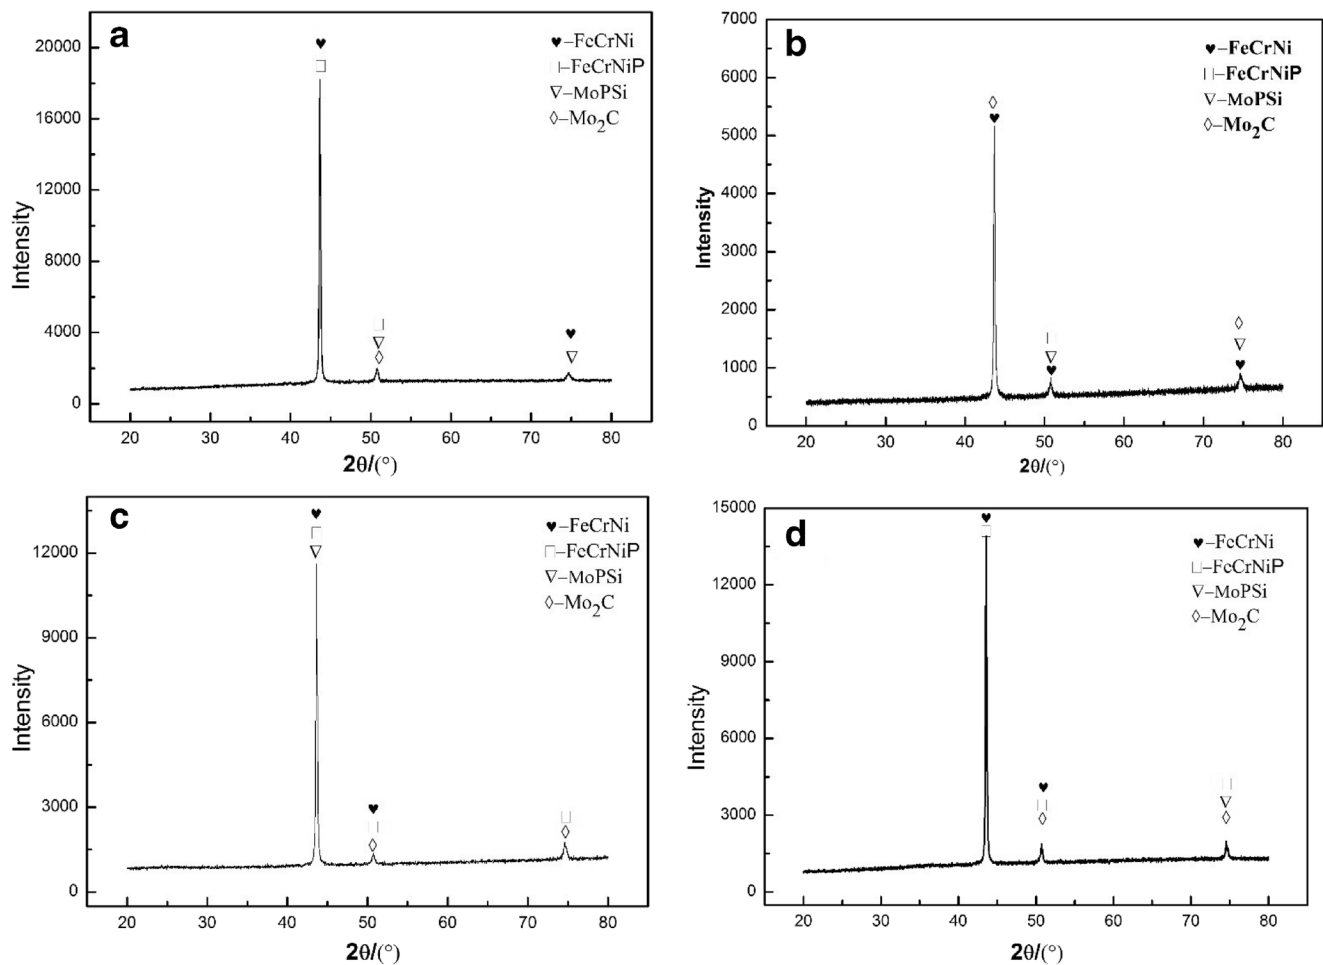 a
♥–FeCrNi
□–FeCrNiP
▽–MoPSi
◇–Mo2C
20000
16000
12000
8000
4000
0
Intensity
20 30 40 50 60 70 80
2θ/(°)
b
♥–FeCrNi
□–FeCrNiP
▽–MoPSi
◇–Mo2C
7000
6000
5000
4000
3000
2000
1000
0
Intensity
20 30 40 50 60 70 80
2θ/(°)
c
♥–FeCrNi
□–FeCrNiP
▽–MoPSi
◇–Mo2C
12000
9000
6000
3000
0
Intensity
20 30 40 50 60 70 80
2θ/(°)
d
♥–FeCrNi
□–FeCrNiP
▽–MoPSi
◇–Mo2C
15000
12000
9000
6000
3000
0
Intensity
20 30 40 50 60 70 80
2θ/(°)